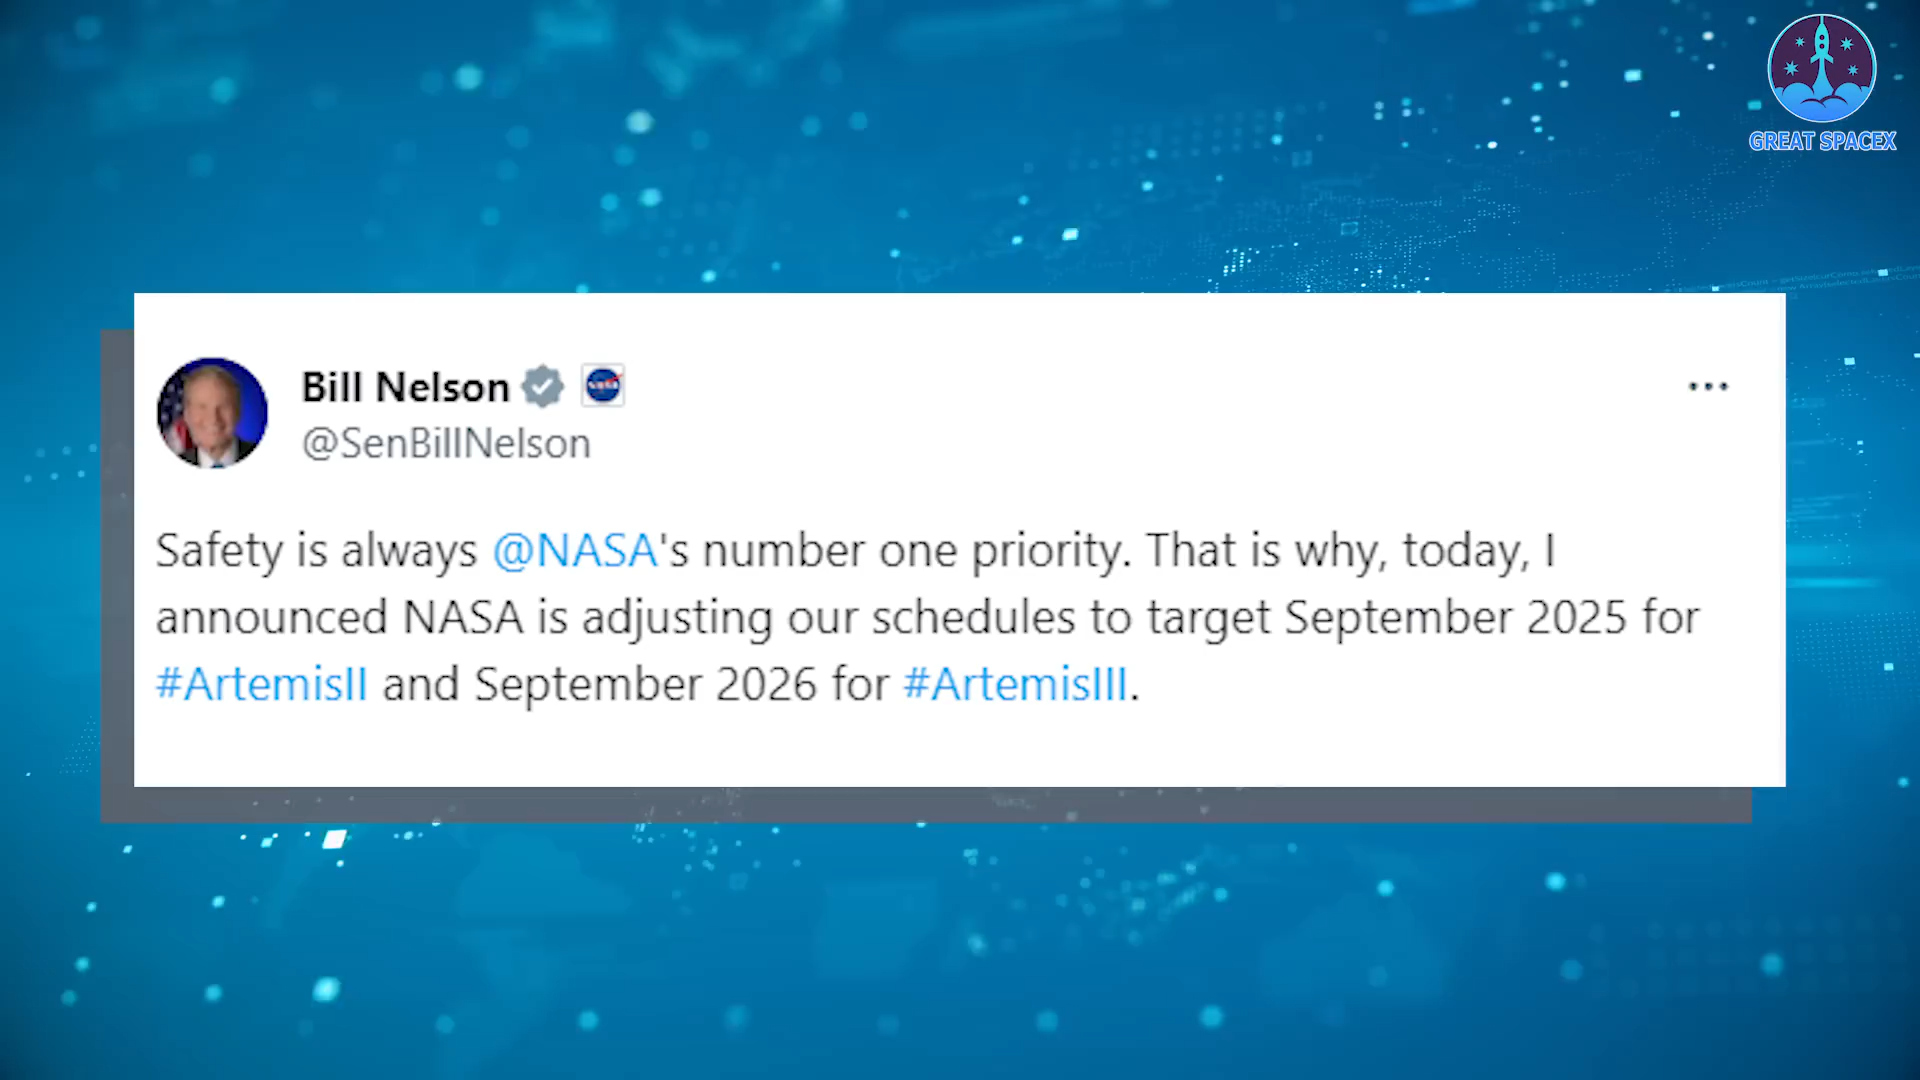 GREAT SPACEX
Bill Nelson
@SenBillNelson
Safety is always @NASA's number one priority. That is why, today, I
announced NASA is adjusting our schedules to target September 2025 for
#ArtemisII and September 2026 for #ArtemisIII.